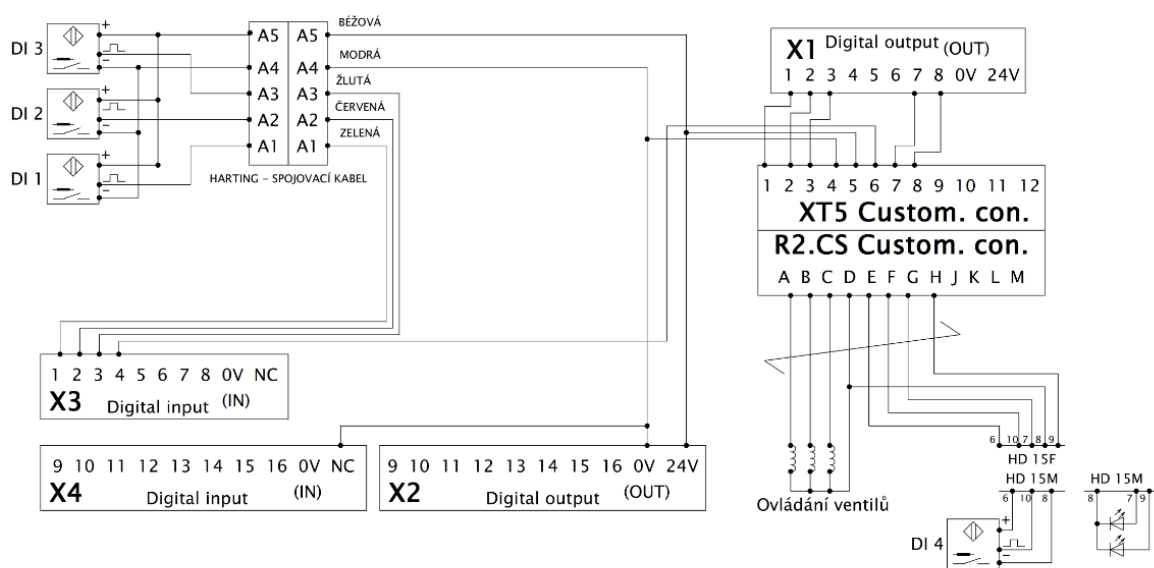 DI 3
+
-
DI 2
+
-
DI 1
+
-
A5 A5
A4 A4
A3 A3
A2 A2
A1 A1
BÉŽOVÁ
MODRÁ
ŽLUTÁ
ČERVENÁ
ZELENÁ
HARTING – SPOJOVACÍ KABEL
X1 Digital output (OUT)
1 2 3 4 5 6 7 8 0V 24V
1 2 3 4 5 6 7 8 9 10 11 12
XT5 Custom. con.
R2.CS Custom. con.
A B C D E F G H J K L M
1 2 3 4 5 6 7 8 0V NC
X3 Digital input (IN)
9 10 11 12 13 14 15 16 0V NC
X4 Digital input (IN)
9 10 11 12 13 14 15 16 0V 24V
X2 Digital output (OUT)
Ovládání ventilů
6 10 7 8 9
HD 15F
HD 15M
6 10 8
DI 4
+
-
HD 15M
8 7 9